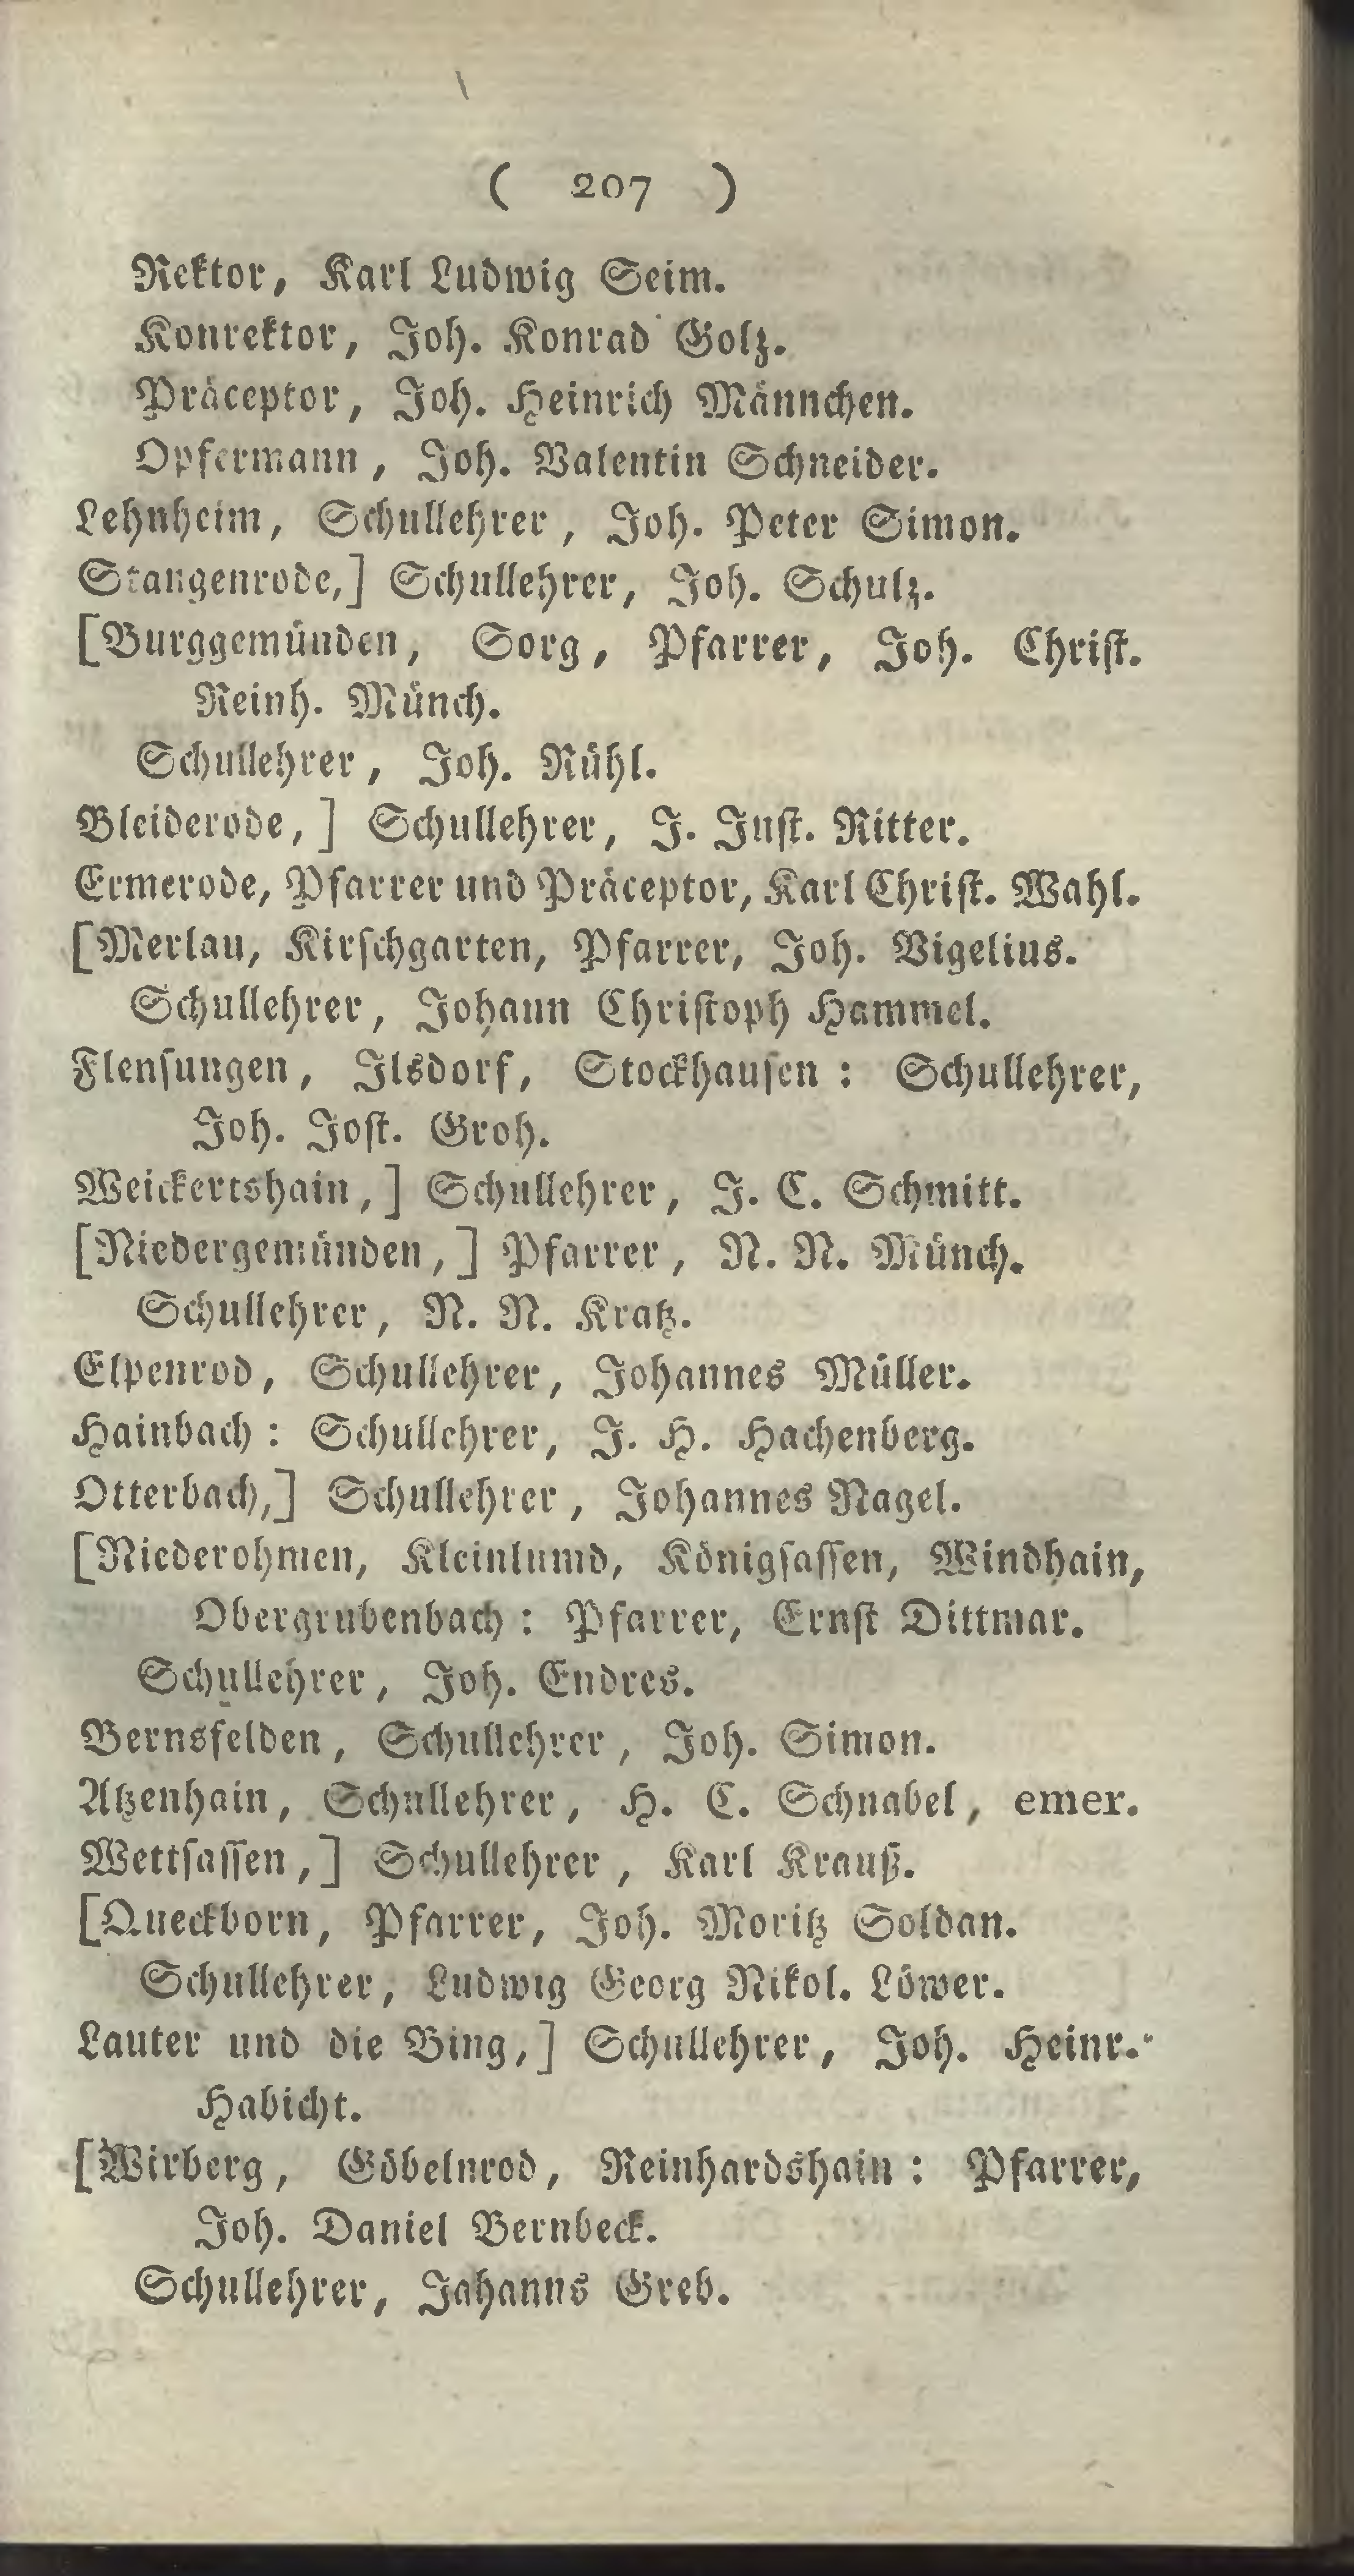 ( 207 )
Rektor, Karl Ludwig Seim.
Konrektor, Joh. Konrad Golz.
Präceptor, Joh. Heinrich Männchen.
Opfermann, Joh. Valentin Schneider.
Lehnheim, Schullehrer, Joh. Peter Simon.
Stangenrode,] Schullehrer, Joh. Schulz.
[Burggemünden, Sorg, Pfarrer, Joh. Christ.
Reinh. Münch.
Schullehrer, Joh. Rühl.
Bleiderode,] Schullehrer, J. Just. Ritter.
Ermerode, Pfarrer und Präceptor, Karl Christ. Wahl.
[Merlau, Kirschgarten, Pfarrer, Joh. Vigelius.
Schullehrer, Johann Christoph Hammel.
Flensungen, Ilsdorf, Stockhausen: Schullehrer,
Joh. Jost. Groh.
Weickertshain,] Schullehrer, J. C. Schmitt.
[Niedergemünden,] Pfarrer, N. N. Münch.
Schullehrer, N. N. Kratz.
Elpenrod, Schullehrer, Johannes Müller.
Hainbach: Schullehrer, J. H. Hachenberg.
Otterbach,] Schullehrer, Johannes Nagel.
[Niederohmen, Kleinlumd, Königsassen, Windhain,
Obergrubenbach: Pfarrer, Ernst Dittmar.
Schullehrer, Joh. Endres.
Bernsfelden, Schullehrer, Joh. Simon.
Atzenhain, Schullehrer, H. C. Schnabel, emer.
Wettsassen,] Schullehrer, Karl Krauß.
[Queckborn, Pfarrer, Joh. Moritz Soldan.
Schullehrer, Ludwig Georg Nikol. Löwer.
Lauter und die Bing,] Schullehrer, Joh. Heinr.
Habicht.
[Wirberg, Göbelnrod, Reinhardshain: Pfarrer,
Joh. Daniel Bernbeck.
Schullehrer, Jahanns Greb.